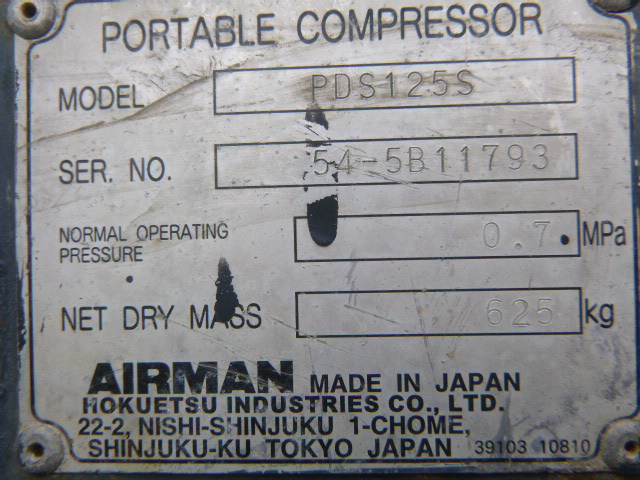 PORTABLE COMPRESSOR
MODEL PDS125S
SER. NO. 54-5B11793
NORMAL OPERATING
PRESSURE 0.7 MPa
NET DRY MASS 625 kg
AIRMAN MADE IN JAPAN
HOKUETSU INDUSTRIES CO., LTD.
22-2, NISHI-SHINJUKU 1-CHOME,
SHINJUKU-KU TOKYO JAPAN 39103 10810